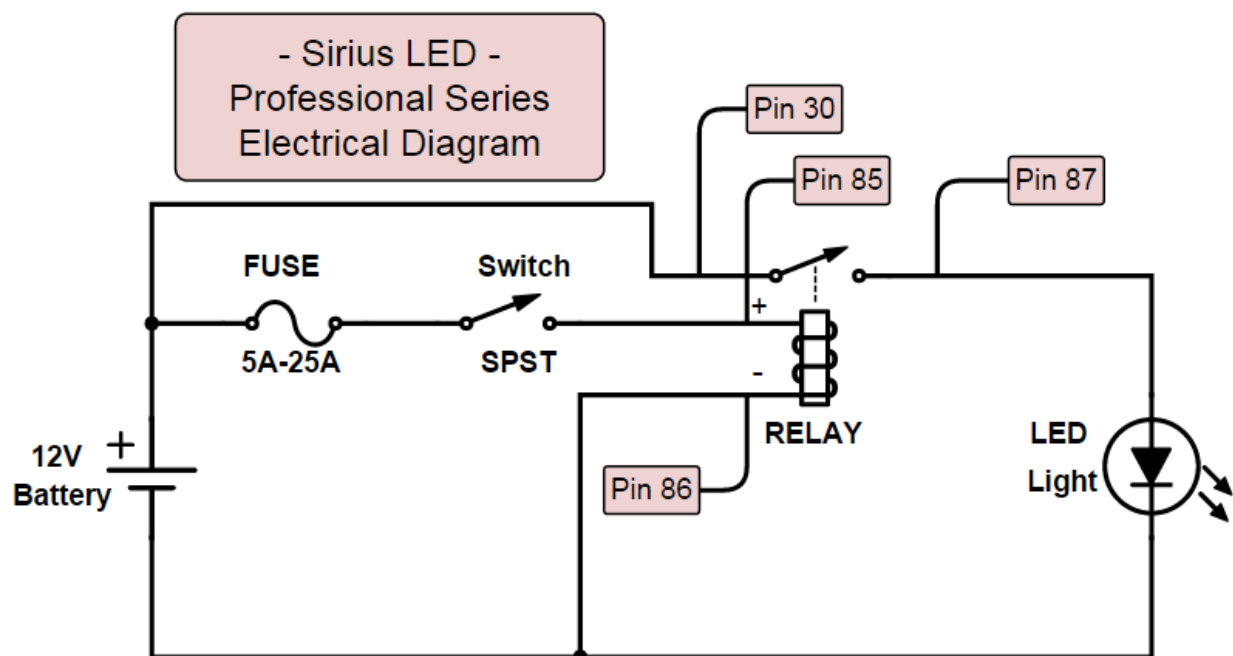 - Sirius LED -
Professional Series
Electrical Diagram
Pin 30
Pin 85
Pin 87
FUSE
Switch
+
5A-25A
SPST
-
RELAY
LED
Light
+
12V
Battery
Pin 86